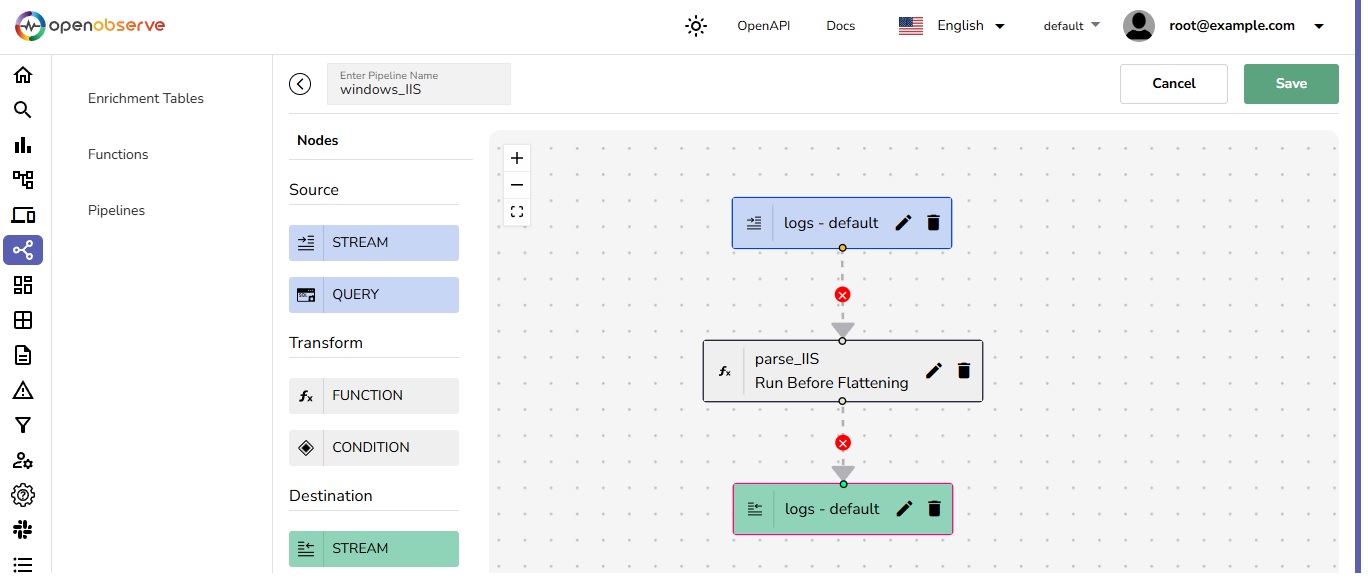 openobserve
OpenAPI
Docs
English
default
root@example.com
Enrichment Tables
Functions
Pipelines
Enter Pipeline Name
windows_IIS
Cancel
Save
Nodes
Source
STREAM
QUERY
Transform
FUNCTION
CONDITION
Destination
STREAM
logs - default
parse_IIS
Run Before Flattening
logs - default